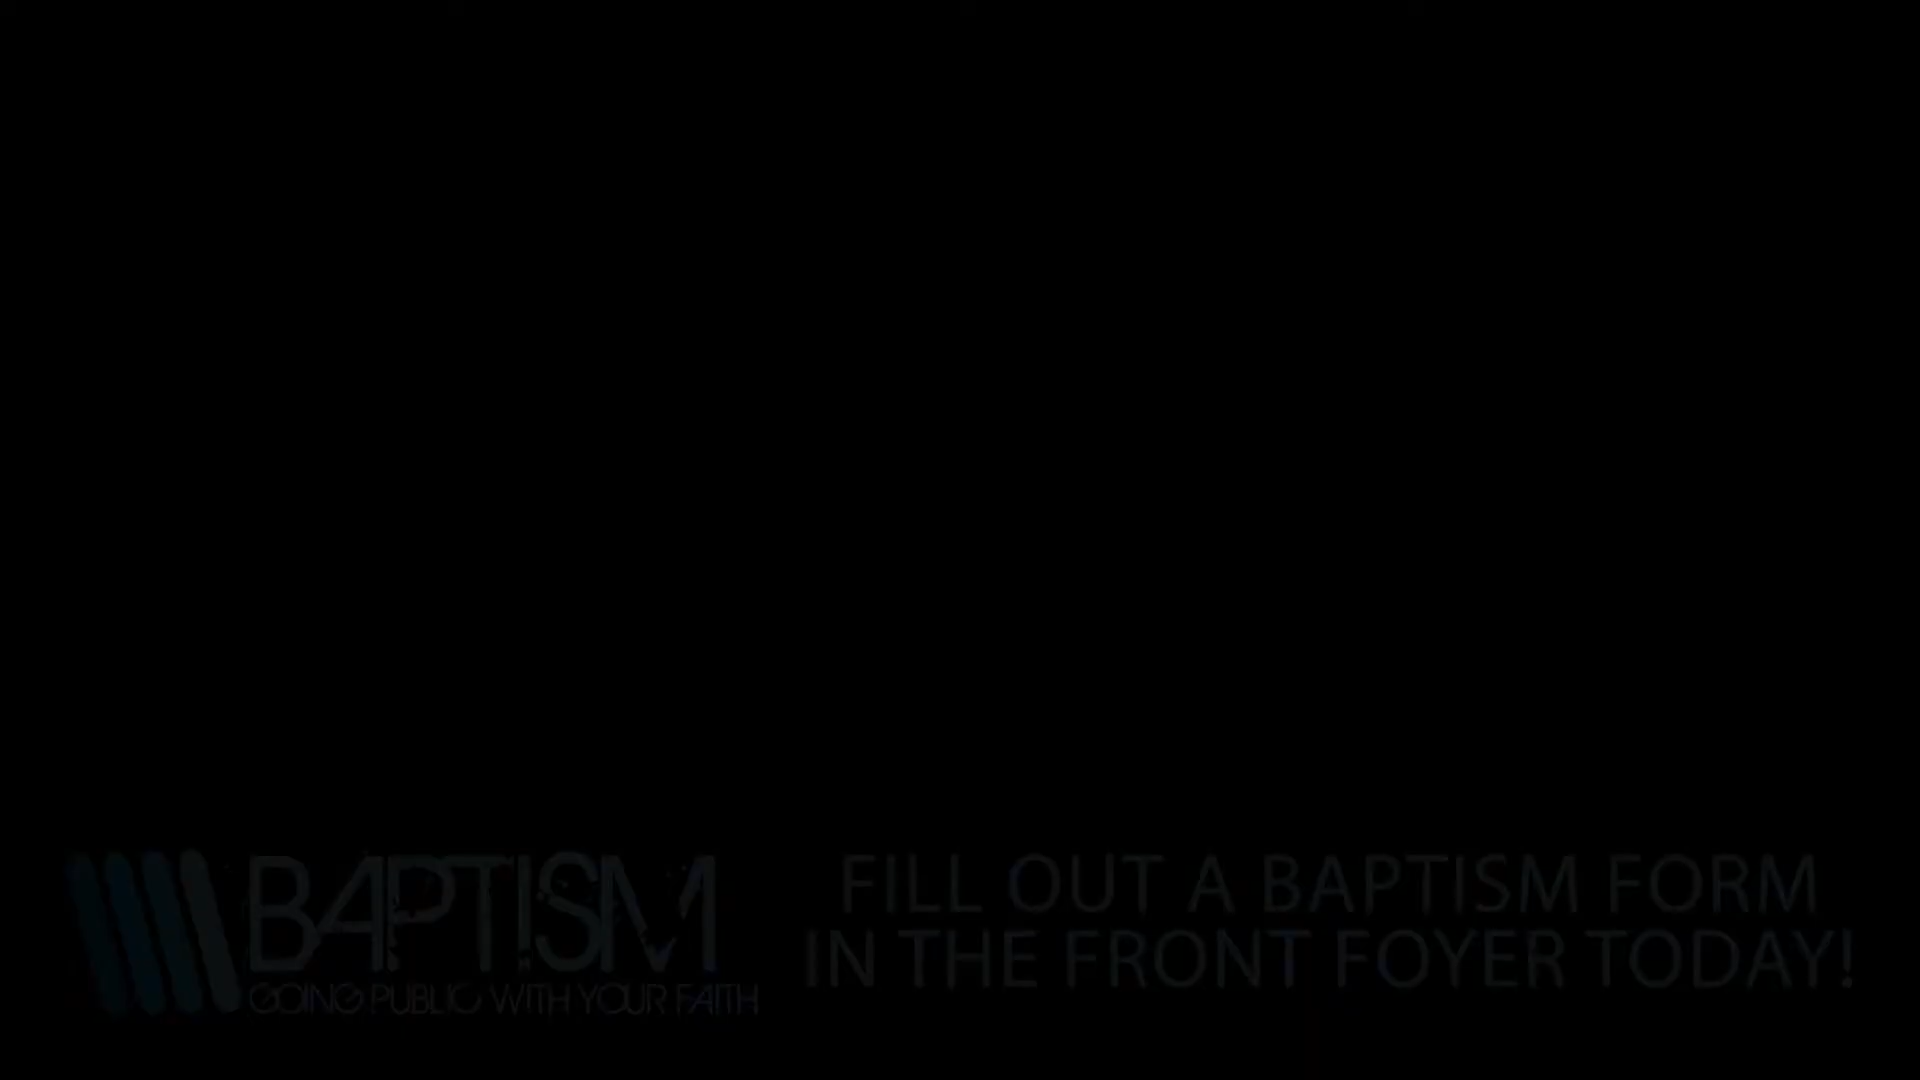 BAPTISM
GOING PUBLIC WITH YOUR FAITH
FILL OUT A BAPTISM FORM
IN THE FRONT FOYER TODAY!